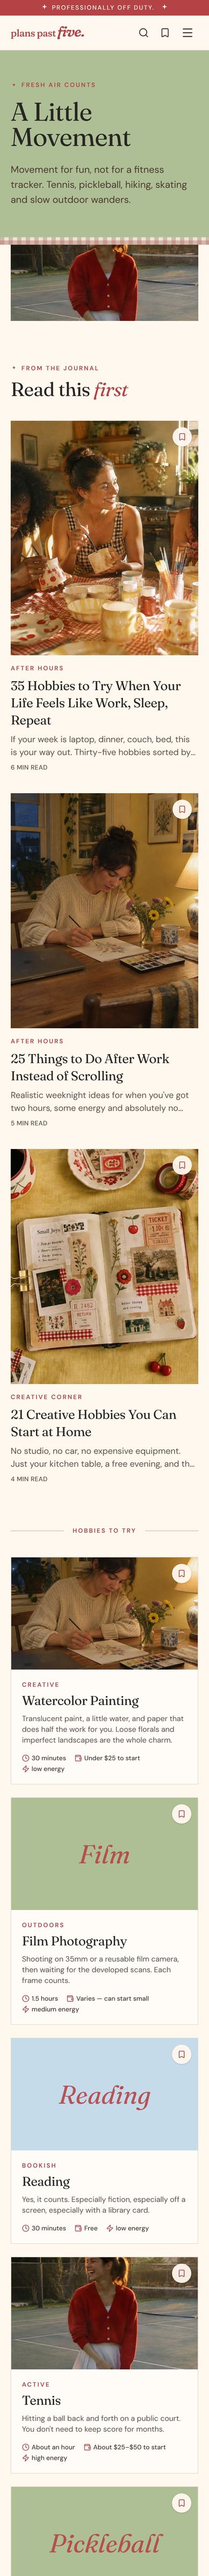 PROFESSIONALLY OFF DUTY.
plans past five.
FRESH AIR COUNTS
A Little
Movement
Movement for fun, not for a fitness
tracker. Tennis, pickleball, hiking, skating
and slow outdoor wanders.
FROM THE JOURNAL
Read this first
AFTER HOURS
35 Hobbies to Try When Your
Life Feels Like Work, Sleep,
Repeat
If your week is laptop, dinner, couch, bed, this
is your way out. Thirty-five hobbies sorted by...
6 MIN READ
AFTER HOURS
25 Things to Do After Work
Instead of Scrolling
Realistic weeknight ideas for when you've got
two hours, some energy and absolutely no...
5 MIN READ
Small Joys
TICKET
CREATIVE CORNER
21 Creative Hobbies You Can
Start at Home
No studio, no car, no expensive equipment.
Just your kitchen table, a free evening, and th...
4 MIN READ
HOBBIES TO TRY
CREATIVE
Watercolor Painting
Translucent paint, a little water, and paper that
does half the work for you. Loose florals and
imperfect landscapes are the whole charm.
30 minutes Under $25 to start
low energy
Film
OUTDOORS
Film Photography
Shooting on 35mm or a reusable film camera,
then waiting for the developed scans. Each
frame counts.
1.5 hours Varies — can start small
medium energy
Reading
BOOKISH
Reading
Yes, it counts. Especially fiction, especially off a
screen, especially with a library card.
30 minutes Free low energy
ACTIVE
Tennis
Hitting a ball back and forth on a public court.
You don't need to keep score for months.
About an hour About $25–$50 to start
high energy
Pickleball